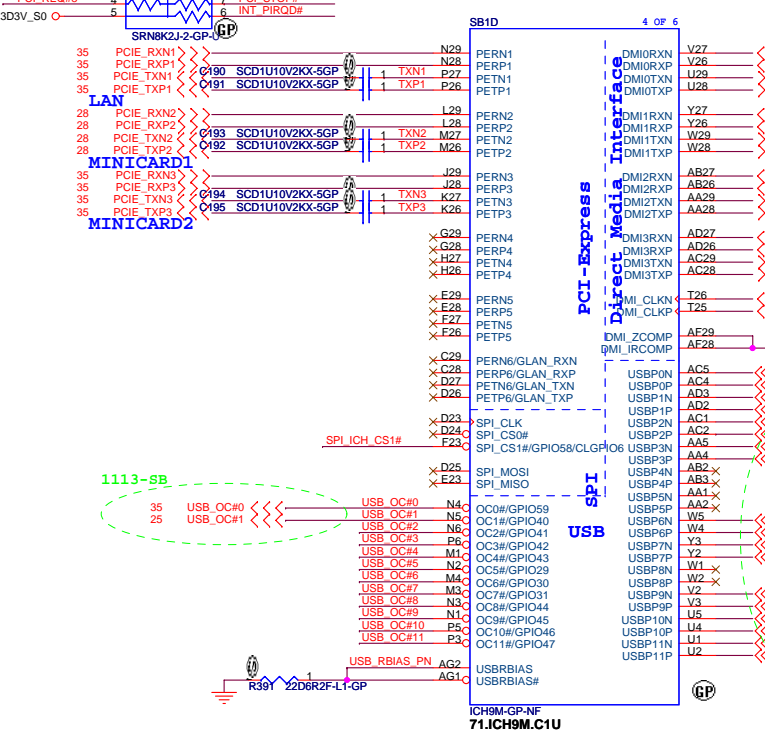 3D3V_S0 5 6 INT_PIRQD#
SRN8K2J-2-GP-U GP
SB1D 4 OF 6
35 PCIE_RXN1 N29 PERN1 DMI0RXN V27
35 PCIE_RXP1 N28 PERP1 DMI0RXP V26
35 PCIE_TXN1 C190 SCD1U10V2KX-5GP 1 TXN1 P27 PETN1 DMI0TXN U29
35 PCIE_TXP1 C191 SCD1U10V2KX-5GP 1 TXP1 P26 PETP1 DMI0TXP U28
LAN
28 PCIE_RXN2 L29 PERN2 DMI1RXN Y27
28 PCIE_RXP2 L28 PERP2 DMI1RXP Y26
28 PCIE_TXN2 C193 SCD1U10V2KX-5GP 1 TXN2 M27 PETN2 DMI1TXN W29
28 PCIE_TXP2 C192 SCD1U10V2KX-5GP 1 TXP2 M26 PETP2 DMI1TXP W28
MINICARD1
35 PCIE_RXN3 J29 PERN3 DMI2RXN AB27
35 PCIE_RXP3 J28 PERP3 DMI2RXP AB26
35 PCIE_TXN3 C194 SCD1U10V2KX-5GP 1 TXN3 K27 PETN3 DMI2TXN AA29
35 PCIE_TXP3 C195 SCD1U10V2KX-5GP 1 TXP3 K26 PETP3 DMI2TXP AA28
MINICARD2
G29 PERN4 DMI3RXN AD27
G28 PERP4 DMI3RXP AD26
H27 PETN4 DMI3TXN AC29
H26 PETP4 DMI3TXP AC28
PCI-Express
Direct Media Interface
E29 PERN5 DMI_CLKN T26
E28 PERP5 DMI_CLKP T25
F27 PETN5
F26 PETP5 DMI_ZCOMP AF29
DMI_IRCOMP AF28
C29 PERN6/GLAN_RXN
C28 PERP6/GLAN_RXP USBP0N AC5
D27 PETN6/GLAN_TXN USBP0P AC4
D26 PETP6/GLAN_TXP USBP1N AD3
USBP1P AD2
D23 SPI_CLK USBP2N AC1
D24 SPI_CS0# USBP2P AC2
SPI_ICH_CS1# F23 SPI_CS1#/GPIO58/CLGPIO6 USBP3N AA5
USBP3P AA4
D25 SPI_MOSI USBP4N AB2
E23 SPI_MISO USBP4P AB3
SPI
USBP5N AA1
1113-SB
35 USB_OC#0 USB_OC#0 N4 OC0#/GPIO59 USBP5P AA2
25 USB_OC#1 USB_OC#1 N5 OC1#/GPIO40 USBP6N W5
USB_OC#2 N6 OC2#/GPIO41 USBP6P W4
USB
USB_OC#3 P6 OC3#/GPIO42 USBP7N Y3
USB_OC#4 M1 OC4#/GPIO43 USBP7P Y2
USB_OC#5 N2 OC5#/GPIO29 USBP8N W1
USB_OC#6 M4 OC6#/GPIO30 USBP8P W2
USB_OC#7 M3 OC7#/GPIO31 USBP9N V2
USB_OC#8 N3 OC8#/GPIO44 USBP9P V3
USB_OC#9 N1 OC9#/GPIO45 USBP10N U5
USB_OC#10 P5 OC10#/GPIO46 USBP10P U4
USB_OC#11 P3 OC11#/GPIO47 USBP11N U1
USBP11P U2
USB_RBIAS_PN AG2 USBRBIAS
R391 22D6R2F-L1-GP 1 AG1 USBRBIAS#
GP
ICH9M-GP-NF
71.ICH9M.C1U